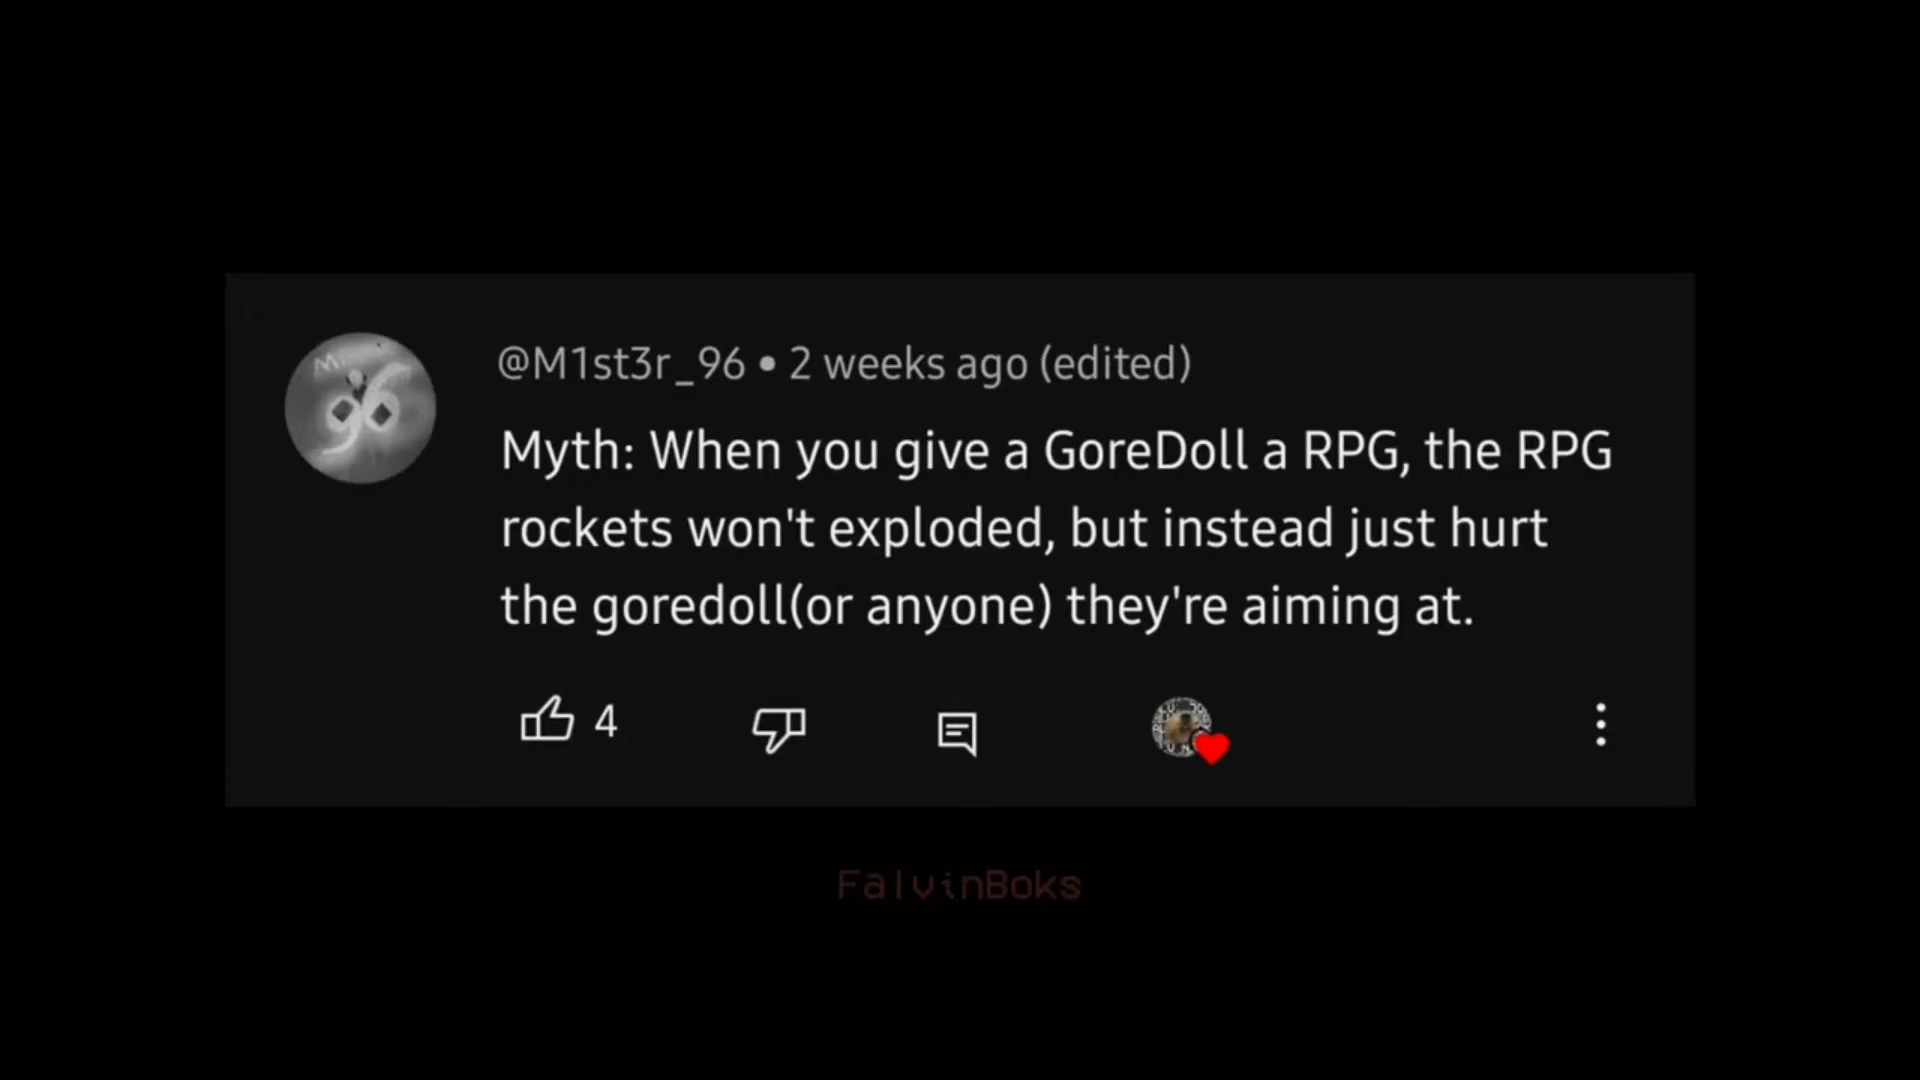 @M1st3r_96 • 2 weeks ago (edited)
Myth: When you give a GoreDoll a RPG, the RPG
rockets won't exploded, but instead just hurt
the goredoll(or anyone) they're aiming at.
4
FalvinBoks